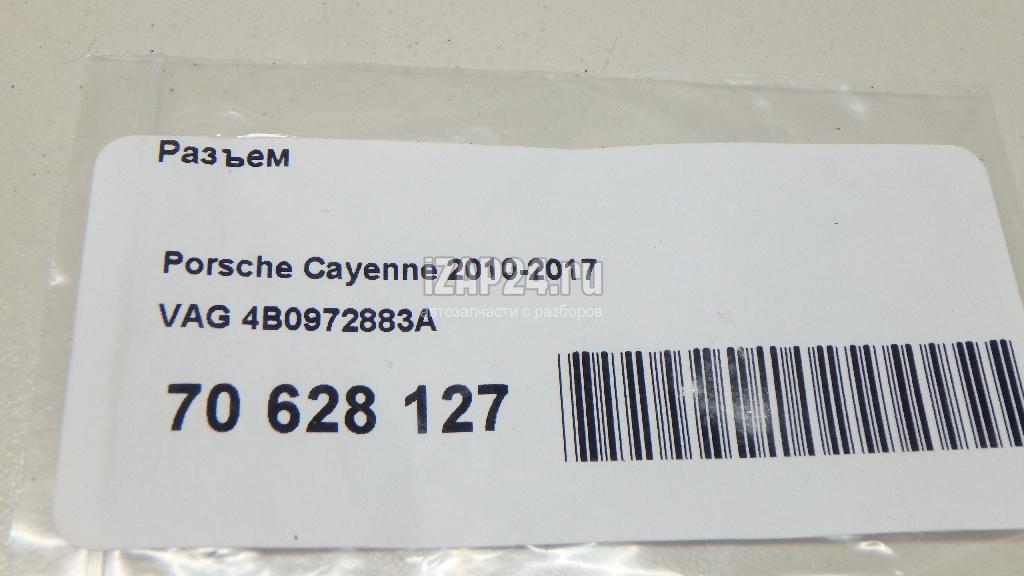 Разъем
Porsche Cayenne 2010-2017
iZAP24.ru
VAG 4B0972883A
автозапчасти с разборов
70 628 127